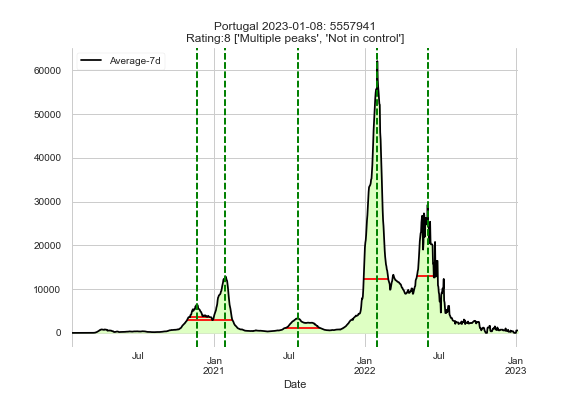 Portugal 2023-01-08: 5557941
Rating:8 ['Multiple peaks', 'Not in control']
Average-7d
60000
50000
40000
30000
20000
10000
0
Jul
Jan
2021
Jul
Jan
2022
Jul
Jan
2023
Date